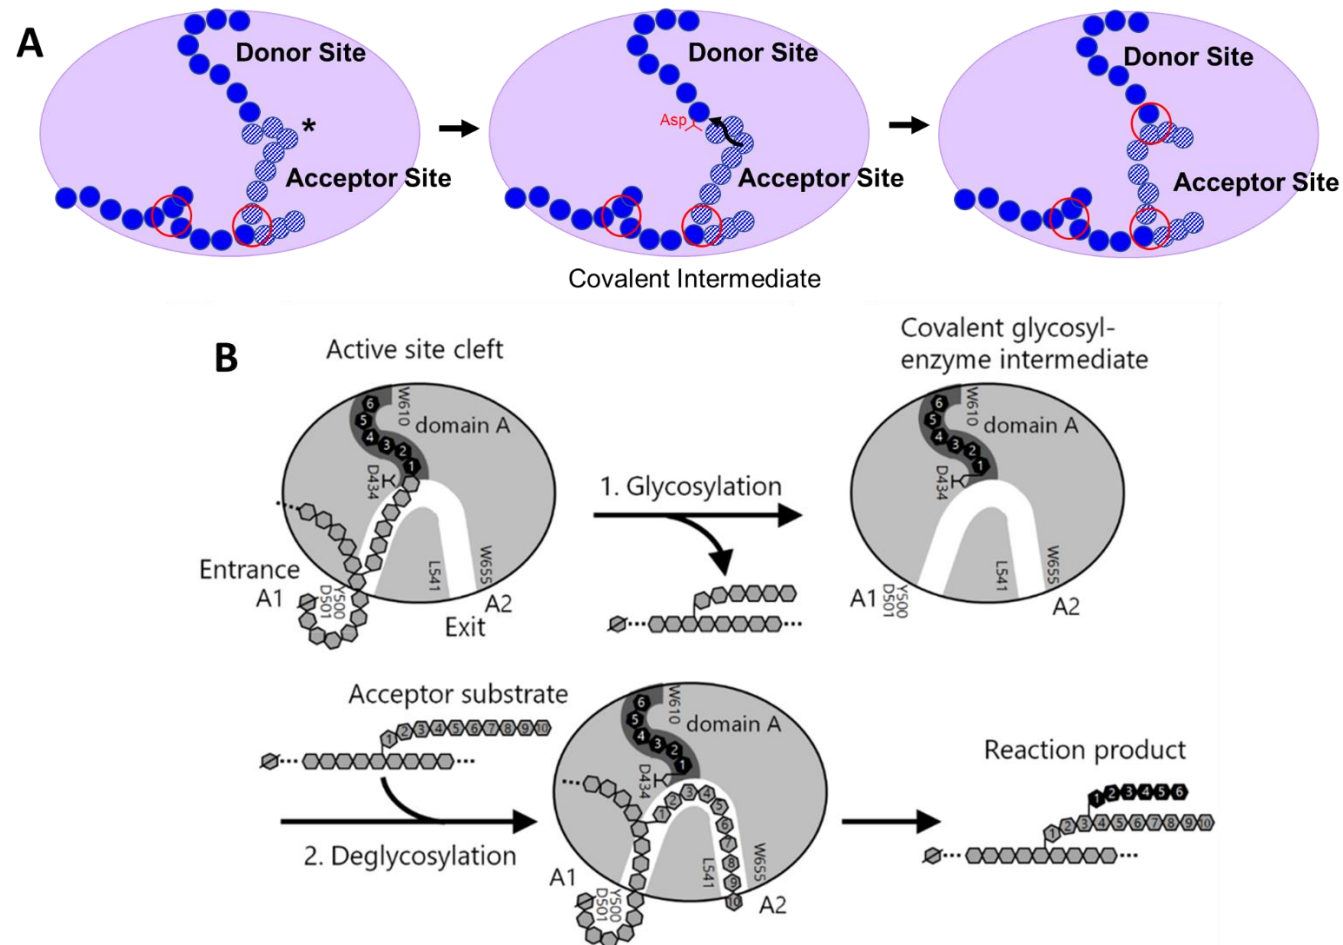 A
Donor Site
*
Acceptor Site
Donor Site
Asp
Acceptor Site
Covalent Intermediate
Donor Site
Acceptor Site
B
Active site cleft
6
5
4
3
2
1
W610
domain A
D434
Entrance
A1
Y500
D501
L541
W655
A2
Exit
1. Glycosylation
Covalent glycosyl-
enzyme intermediate
6
5
4
3
2
1
W610
domain A
D434
A1
Y500
D501
L541
W655
A2
Acceptor substrate
1 2 3 4 5 6 7 8 9 10
2. Deglycosylation
6
5
4
3
2
1
W610
domain A
D434
1 2 3 4 5 6 7 8 9 10
A1
Y500
D501
L541
W655
A2
Reaction product
1 2 3 4 5 6
1 2 3 4 5 6 7 8 9 10